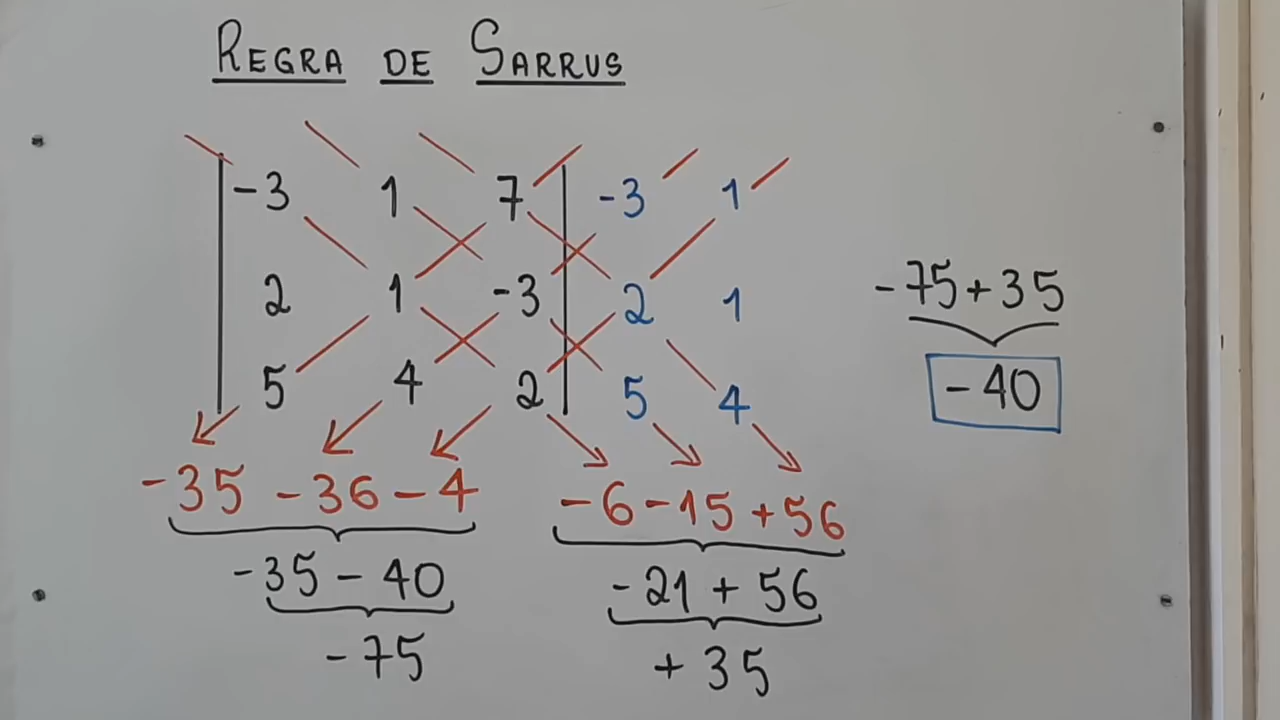 REGRA DE SARRUS
-3 1 7 -3 1
2 1 -3 2 1
5 4 2 5 4
-35 -36 -4 -6 -15 +56
-35 - 40 -21 + 56
-75 +35
-75+35
-40